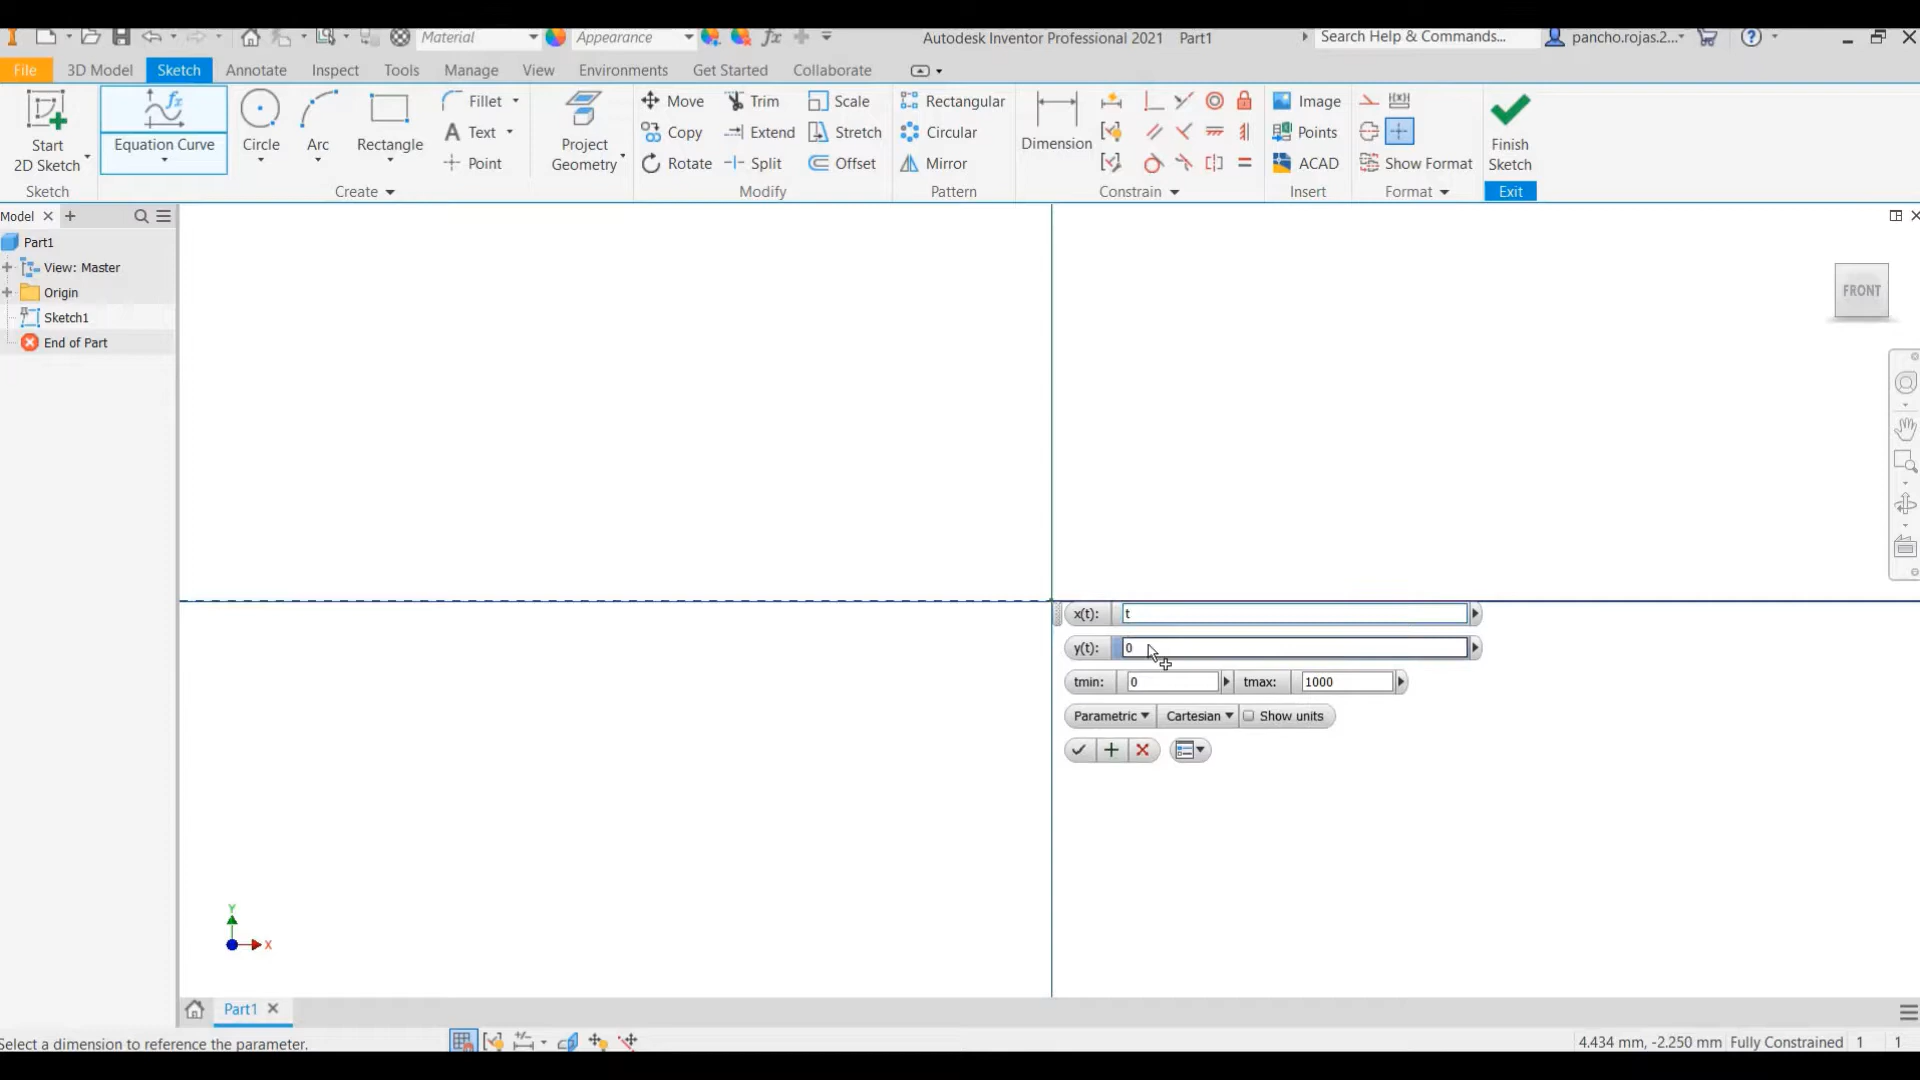 Material Appearance fx Autodesk Inventor Professional 2021 Part1 Search Help & Commands... pancho.rojas.2...
File 3D Model Sketch Annotate Inspect Tools Manage View Environments Get Started Collaborate
Start
2D Sketch
Sketch
fx
Equation Curve
Circle
Arc
Rectangle
Fillet
Text
Point
Create
Project
Geometry
Move Trim Scale
Copy Extend Stretch
Rotate Split Offset
Modify
Rectangular
Circular
Mirror
Pattern
Dimension
Constrain
Image
Points
ACAD
Insert
Show Format
Format
Finish
Sketch
Exit
Model
Part1
View: Master
Origin
Sketch1
End of Part
FRONT
x(t): t
y(t): 0
tmin: 0 tmax: 1000
Parametric Cartesian Show units
Y
X
Part1
Select a dimension to reference the parameter.
4.434 mm, -2.250 mm Fully Constrained 1 1